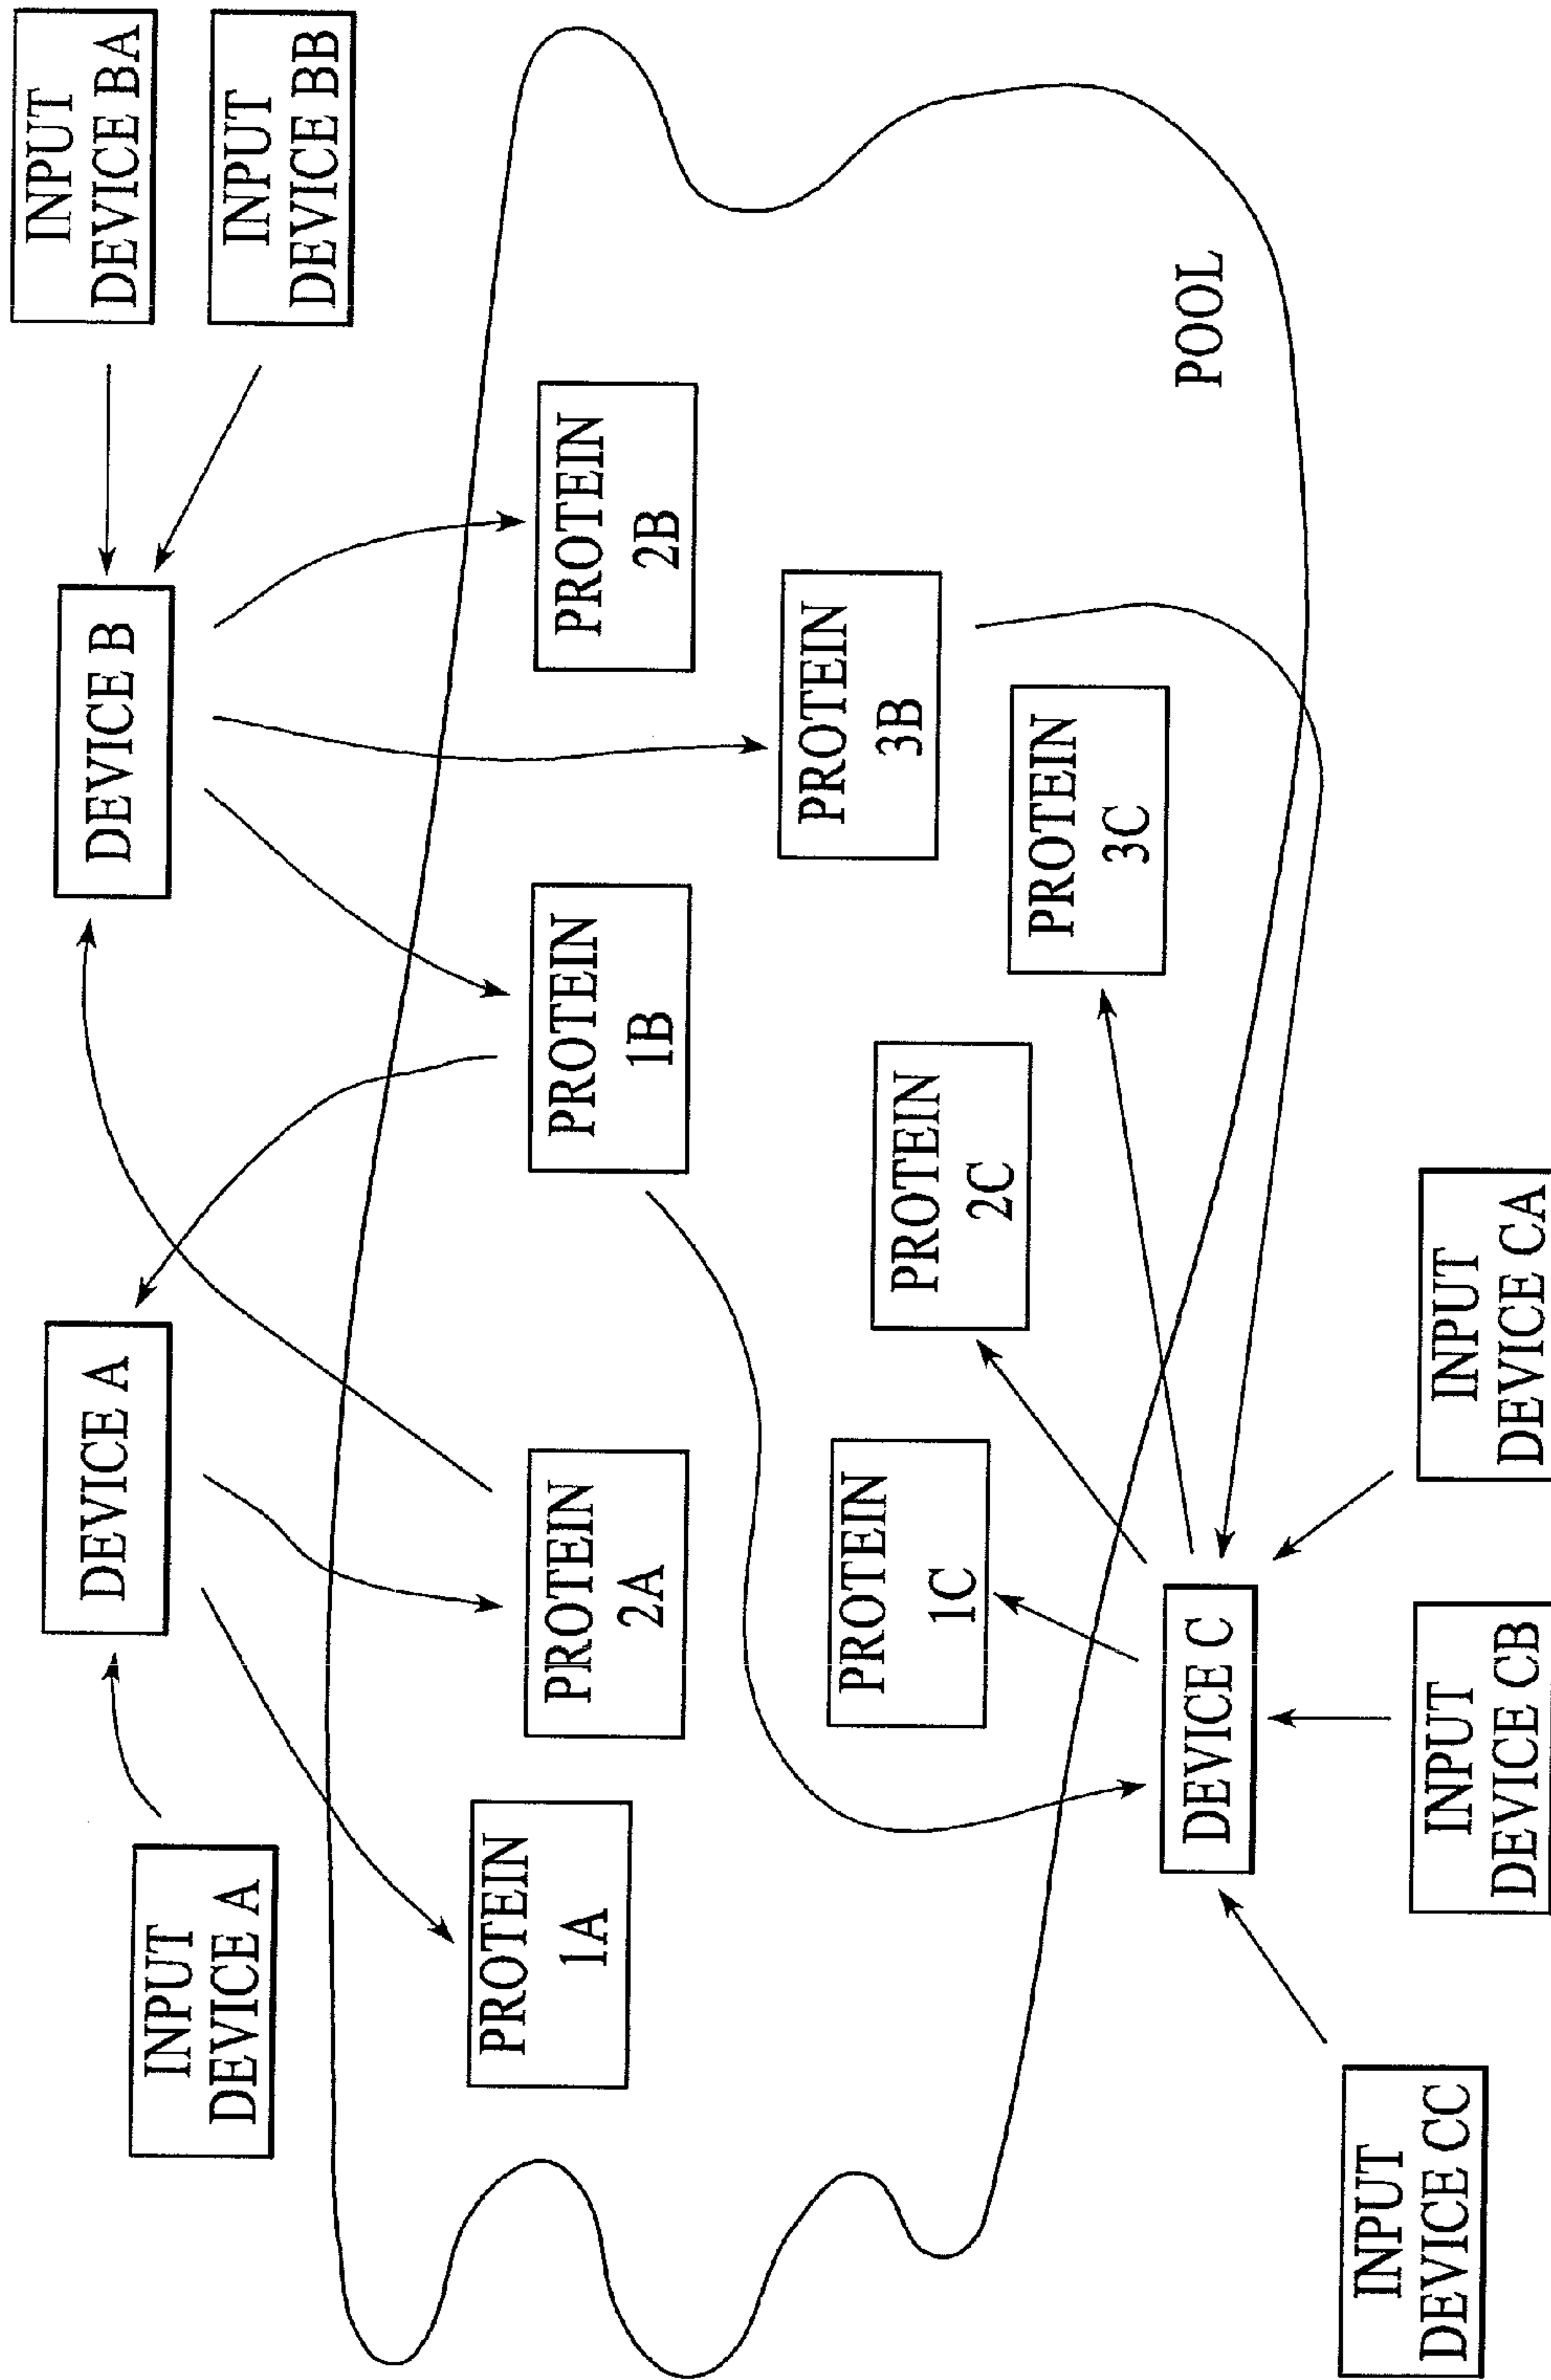 INPUT
DEVICE A
DEVICE A
DEVICE B
INPUT
DEVICE BA
INPUT
DEVICE BB
PROTEIN
1A
PROTEIN
2A
PROTEIN
1B
PROTEIN
2B
PROTEIN
3B
PROTEIN
1C
PROTEIN
2C
PROTEIN
3C
POOL
DEVICE C
INPUT
DEVICE CC
INPUT
DEVICE CB
INPUT
DEVICE CA